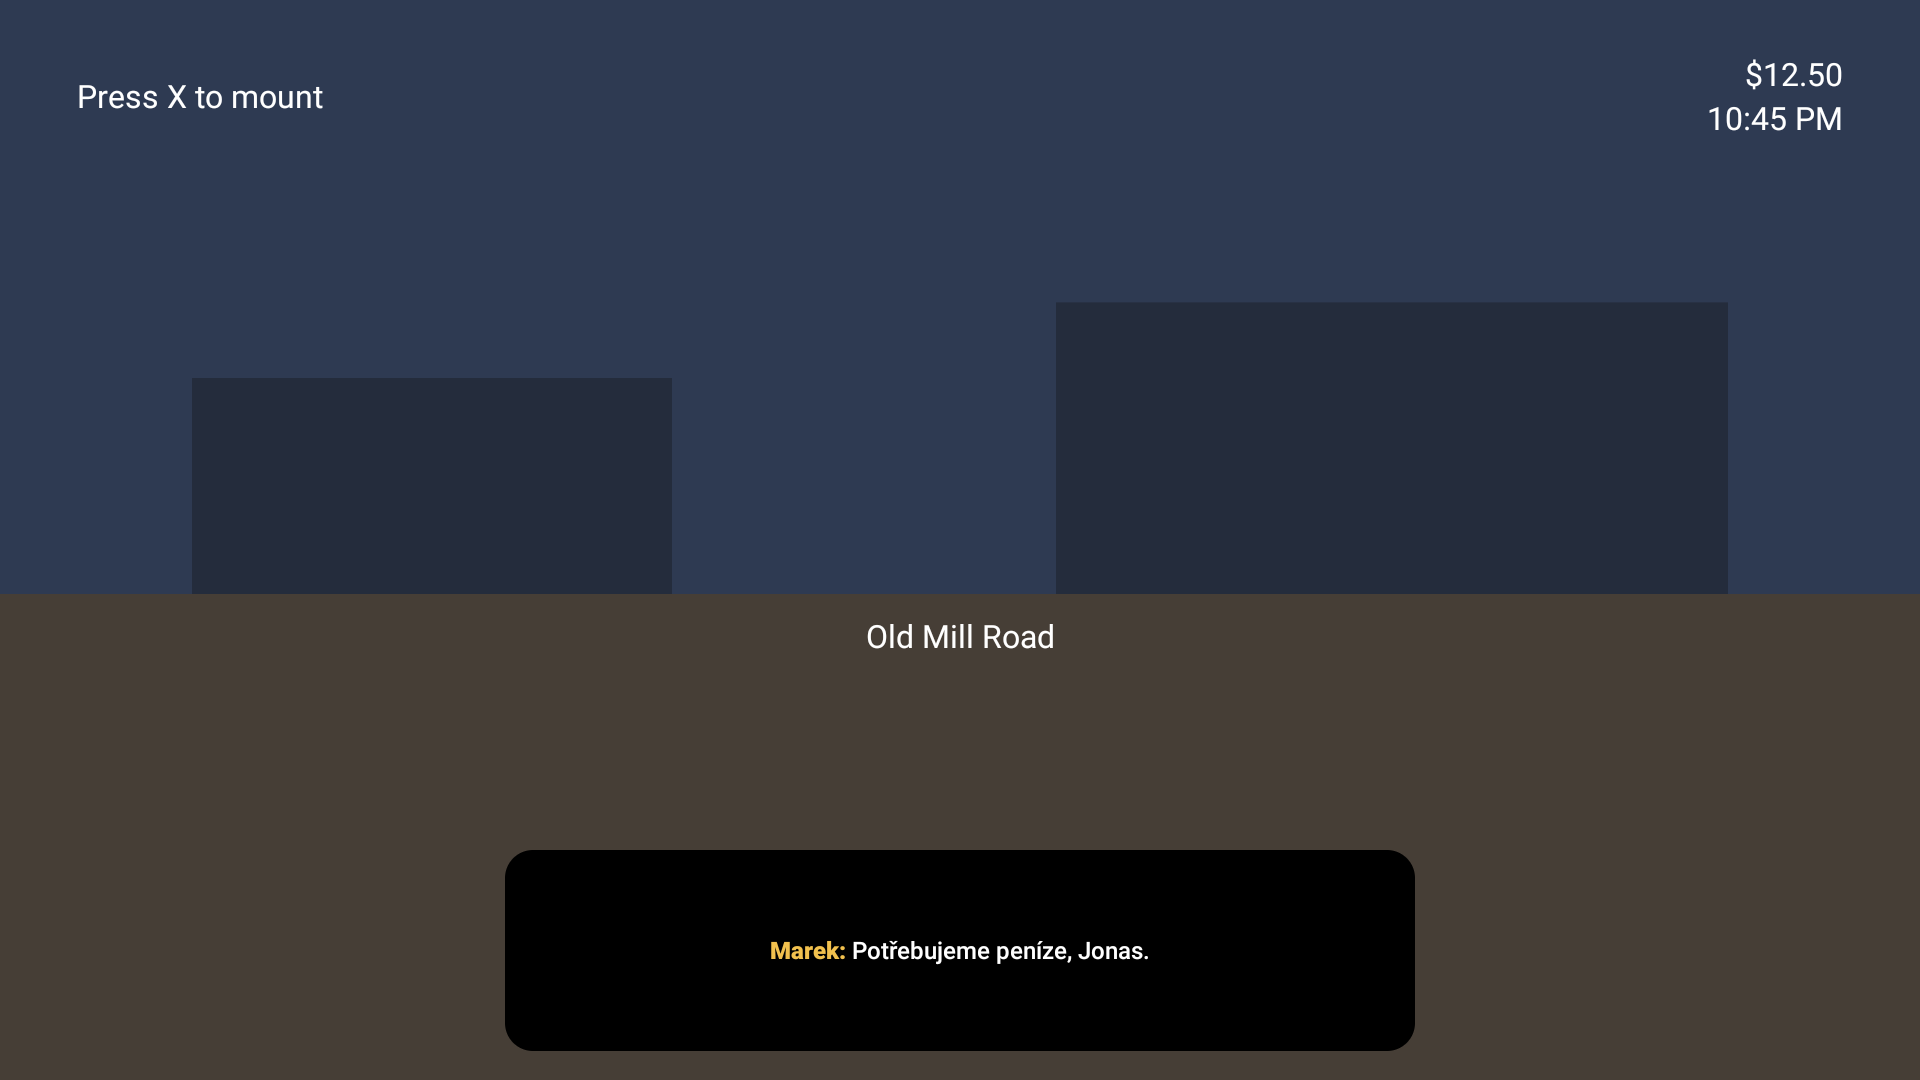 Press X to mount
$12.50
10:45 PM
Old Mill Road
Marek: Potřebujeme peníze, Jonas.